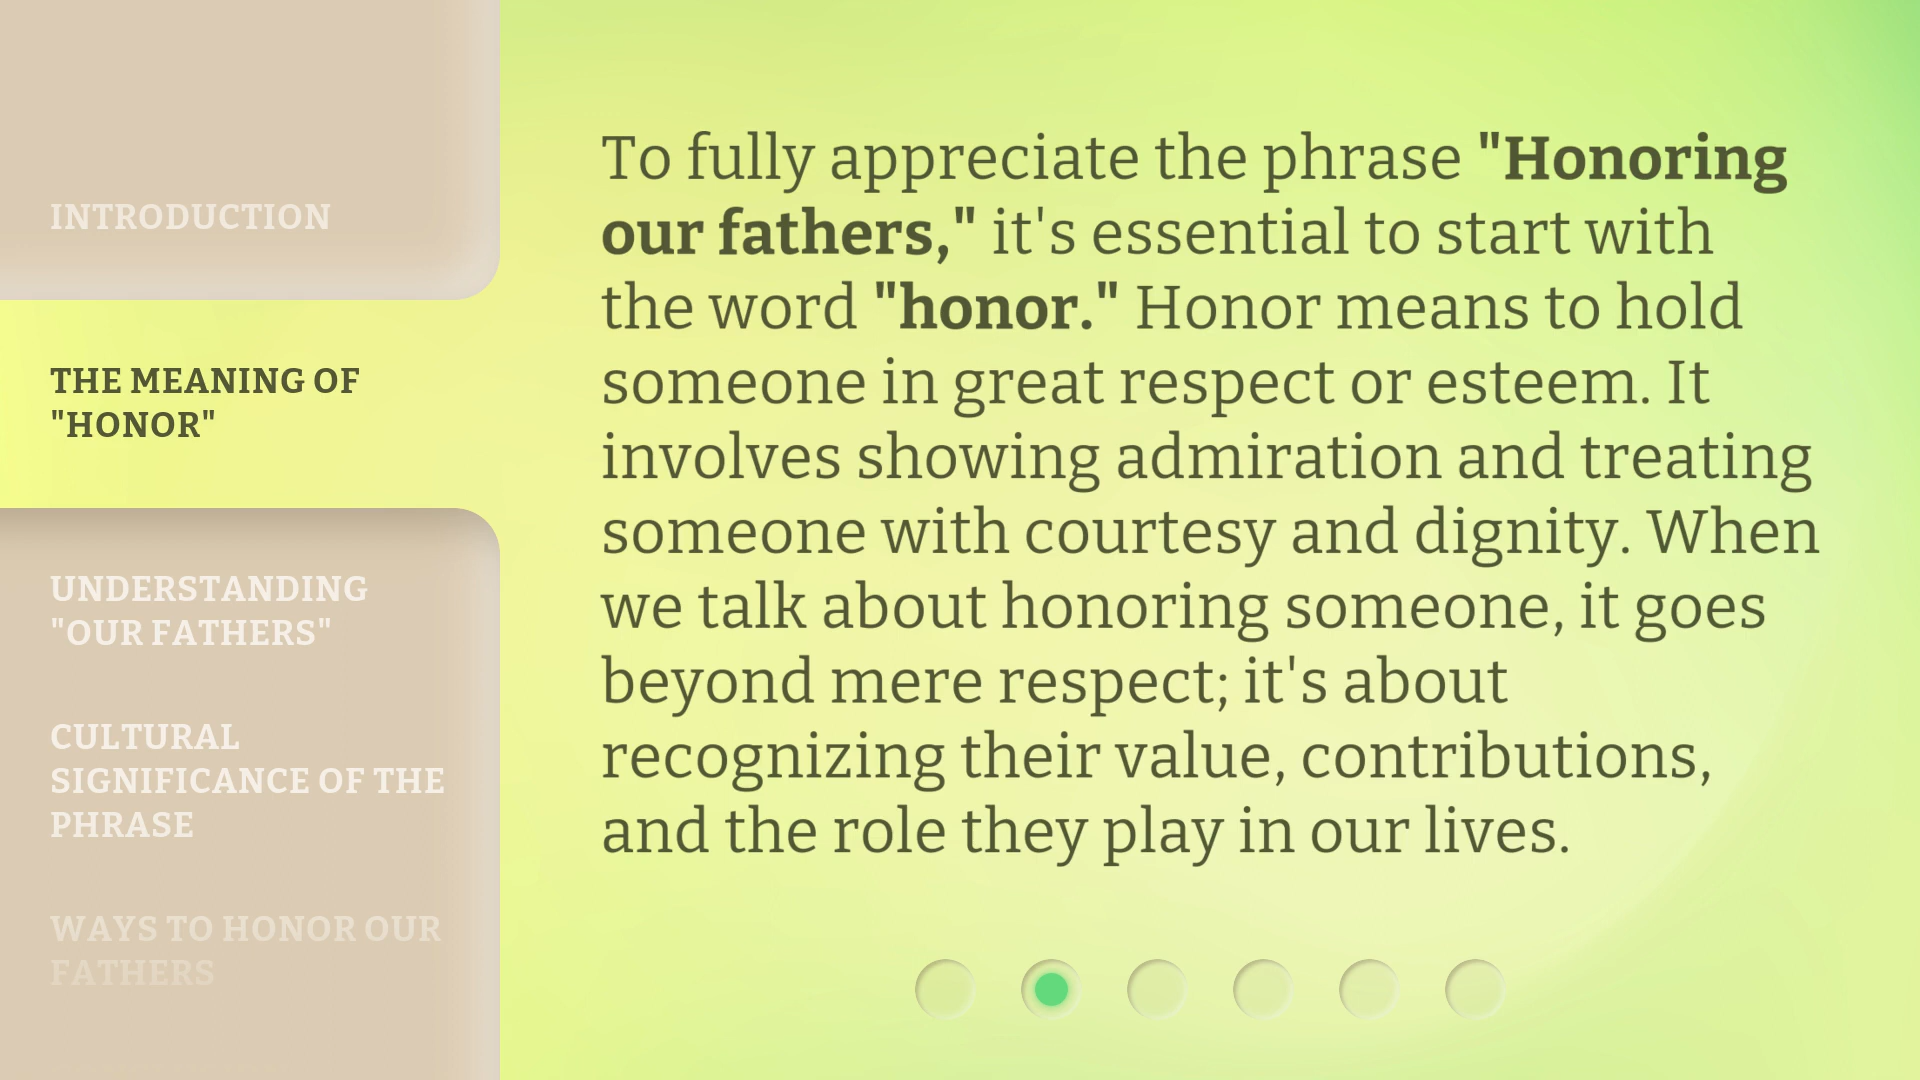 INTRODUCTION
THE MEANING OF
"HONOR"
UNDERSTANDING
"OUR FATHERS"
CULTURAL
SIGNIFICANCE OF THE
PHRASE
WAYS TO HONOR OUR
FATHERS
To fully appreciate the phrase "Honoring
our fathers," it's essential to start with
the word "honor." Honor means to hold
someone in great respect or esteem. It
involves showing admiration and treating
someone with courtesy and dignity. When
we talk about honoring someone, it goes
beyond mere respect; it's about
recognizing their value, contributions,
and the role they play in our lives.